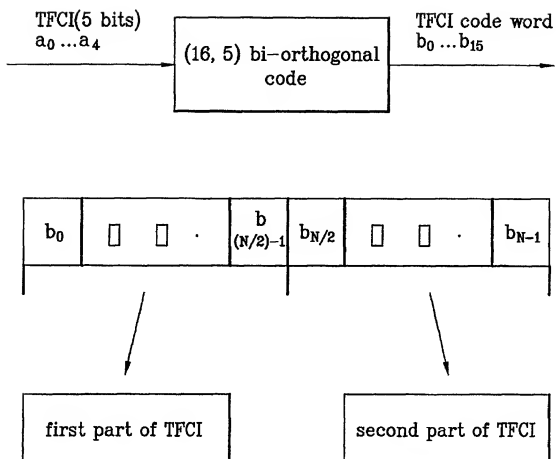 TFCI(5 bits)
a0 ...a4
(16, 5) bi-orthogonal
code
TFCI code word
b0 ...b15
b0
b
(N/2)-1
bN/2
bN-1
first part of TFCI
second part of TFCI